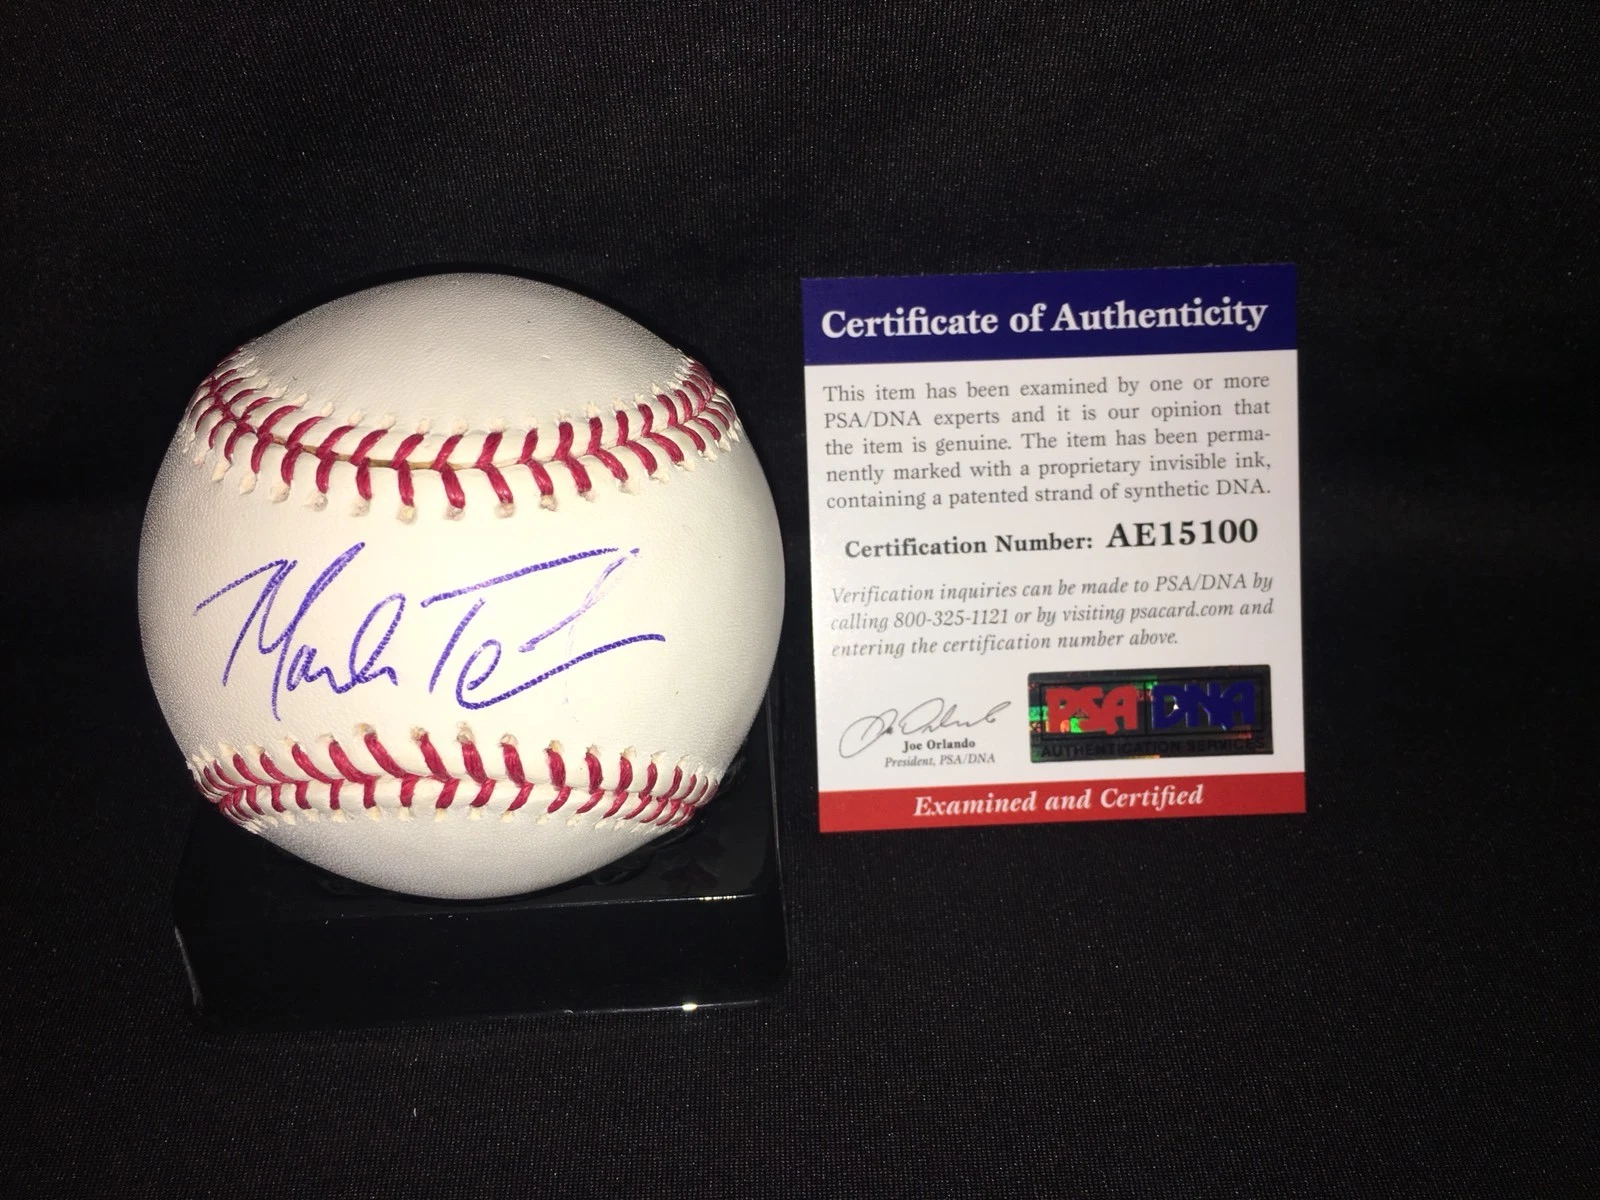 Certificate of Authenticity
This item has been examined by one or more
PSA/DNA experts and it is our opinion that
the item is genuine. The item has been perma-
nently marked with a proprietary invisible ink,
containing a patented strand of synthetic DNA.
Certification Number: AE15100
Verification inquiries can be made to PSA/DNA by
calling 800-325-1121 or by visiting psacard.com and
entering the certification number above.
Joe Orlando
President, PSA/DNA
PSA DNA
AUTHENTICATION SERVICES
Examined and Certified